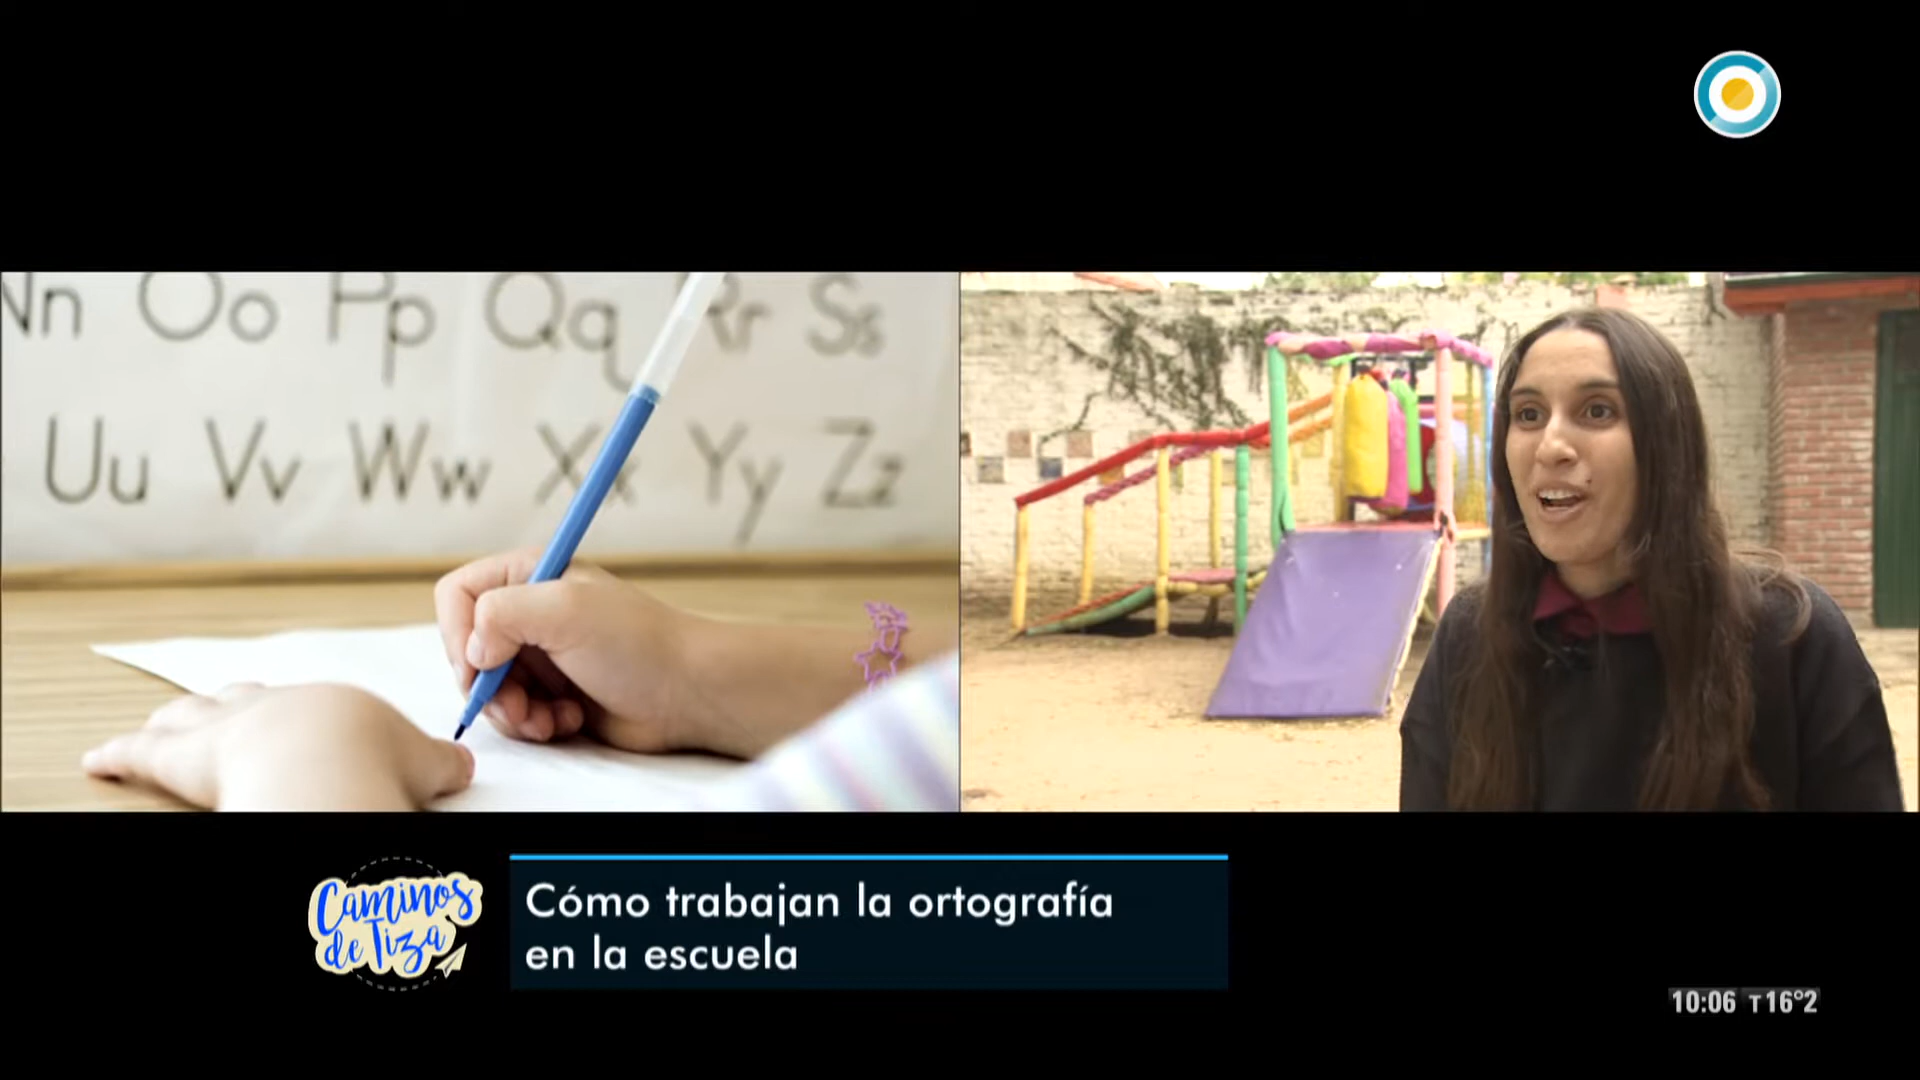 Nn Oo Pp Qq Rr Ss
Uu Vv Ww Xx Yy Zz
Caminos
de Tiza
Cómo trabajan la ortografía
en la escuela
10:06 T16°2